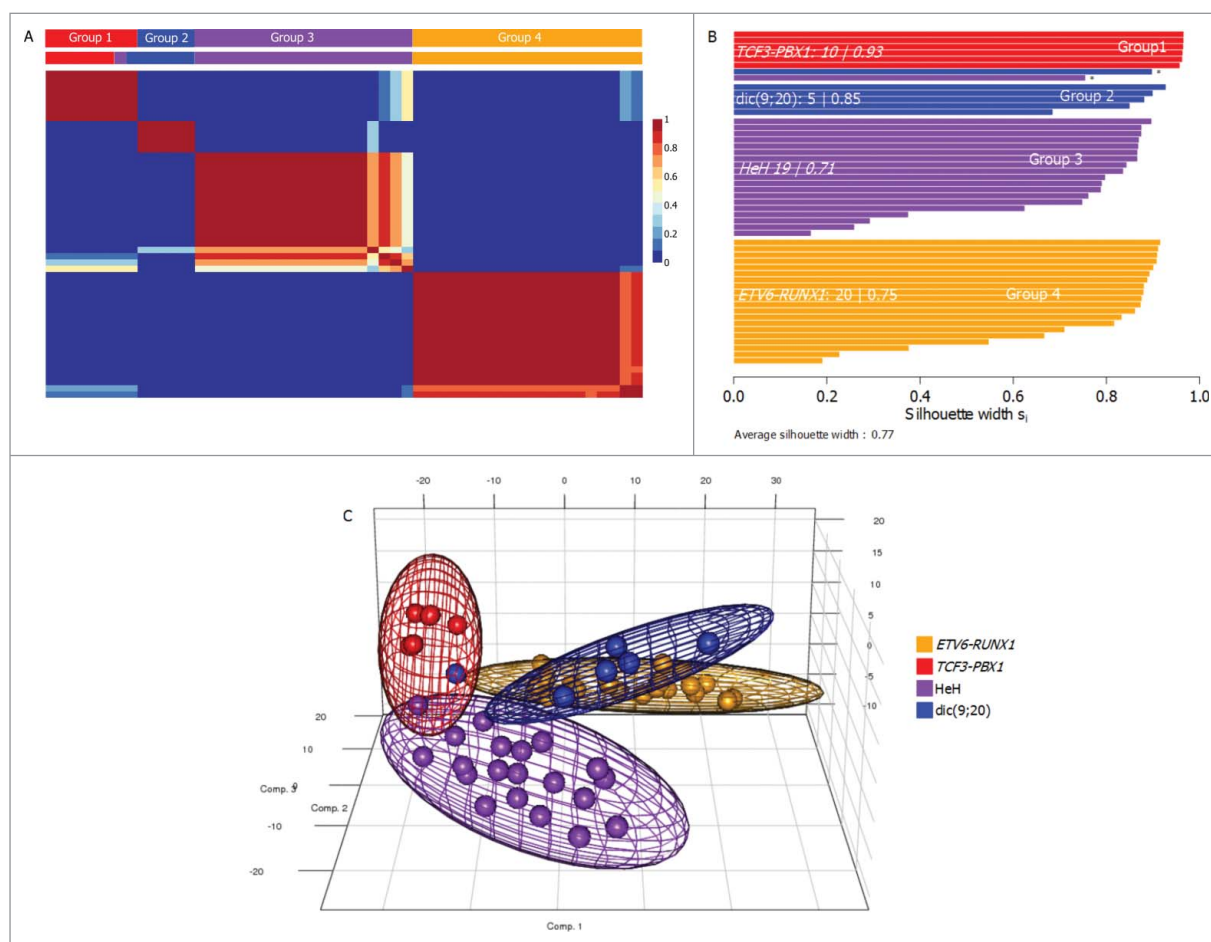 A
Group 1 Group 2 Group 3 Group 4
1
0.8
0.6
0.4
0.2
0
B
TCF3-PBX1: 10 | 0.93 Group1
dic(9;20): 5 | 0.85 Group 2
HeH 19 | 0.71 Group 3
ETV6-RUNX1: 20 | 0.75 Group 4
0.0 0.2 0.4 0.6 0.8 1.0
Silhouette width si
Average silhouette width : 0.77
C
-20 -10 0 10 20 30
20
15
10
5
0
-5
-10
20
10
0
-10
-20
Comp. 3
Comp. 2
Comp. 1
ETV6-RUNX1
TCF3-PBX1
HeH
dic(9;20)